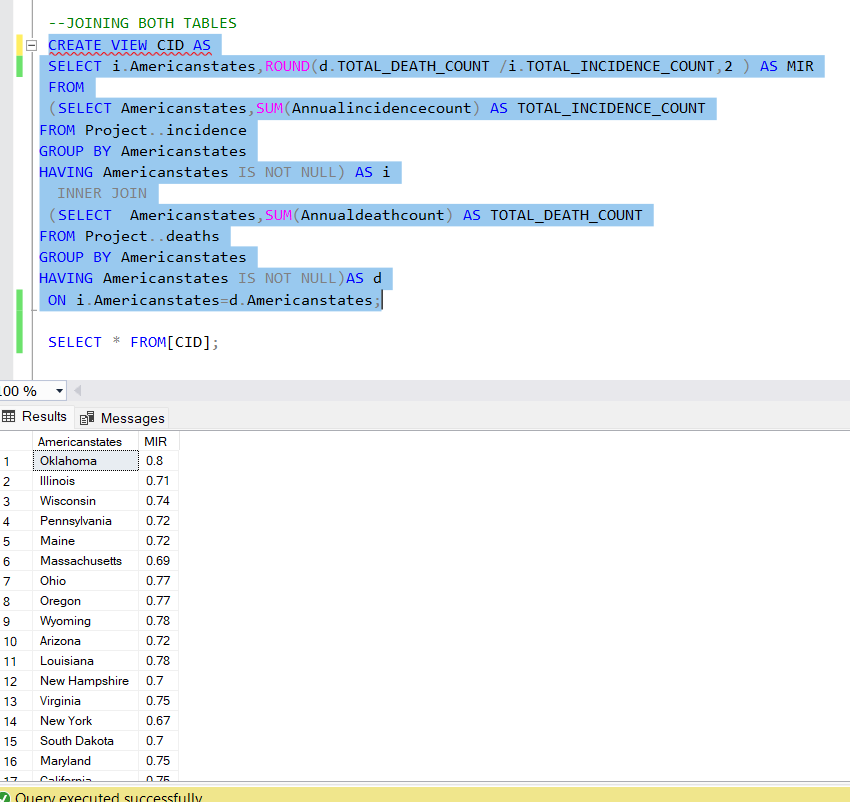 --JOINING BOTH TABLES
CREATE VIEW CID AS
SELECT i.Americanstates,ROUND(d.TOTAL_DEATH_COUNT /i.TOTAL_INCIDENCE_COUNT,2 ) AS MIR
FROM
(SELECT Americanstates,SUM(Annualincidencecount) AS TOTAL_INCIDENCE_COUNT
FROM Project..incidence
GROUP BY Americanstates
HAVING Americanstates IS NOT NULL) AS i
INNER JOIN
(SELECT  Americanstates,SUM(Annualdeathcount) AS TOTAL_DEATH_COUNT
FROM Project..deaths
GROUP BY Americanstates
HAVING Americanstates IS NOT NULL)AS d
ON i.Americanstates=d.Americanstates;
SELECT * FROM[CID];
100 %
Results Messages
Americanstates MIR
1 Oklahoma 0.8
2 Illinois 0.71
3 Wisconsin 0.74
4 Pennsylvania 0.72
5 Maine 0.72
6 Massachusetts 0.69
7 Ohio 0.77
8 Oregon 0.77
9 Wyoming 0.78
10 Arizona 0.72
11 Louisiana 0.78
12 New Hampshire 0.7
13 Virginia 0.75
14 New York 0.67
15 South Dakota 0.7
16 Maryland 0.75
17 California 0.75
Query executed successfully